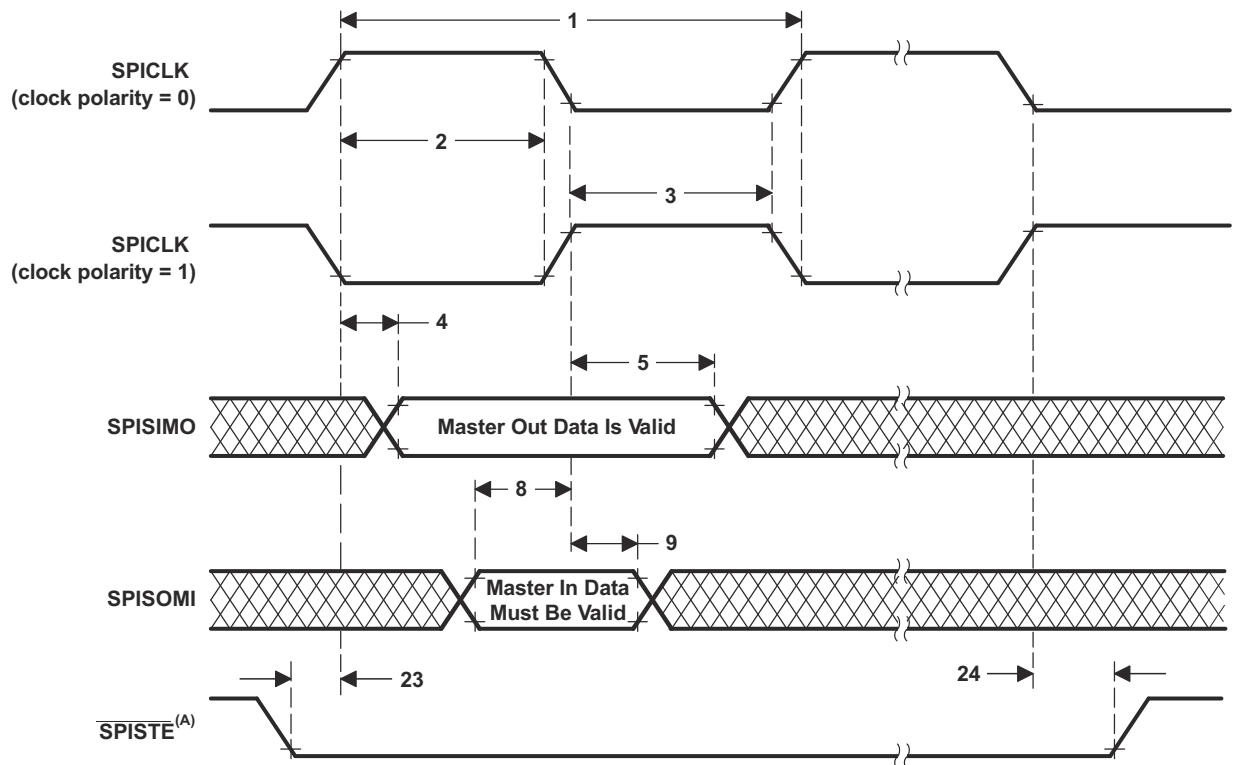 1
SPICLK
(clock polarity = 0)
2
3
SPICLK
(clock polarity = 1)
4
5
SPISIMO
Master Out Data Is Valid
8
9
SPISOMI
Master In Data
Must Be Valid
23
24
SPISTE(A)